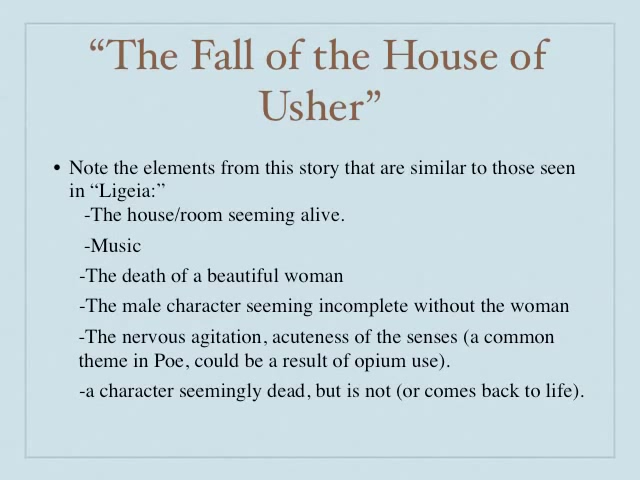 “The Fall of the House of
Usher”
• Note the elements from this story that are similar to those seen
in “Ligeia:”
-The house/room seeming alive.
-Music
-The death of a beautiful woman
-The male character seeming incomplete without the woman
-The nervous agitation, acuteness of the senses (a common
theme in Poe, could be a result of opium use).
-a character seemingly dead, but is not (or comes back to life).